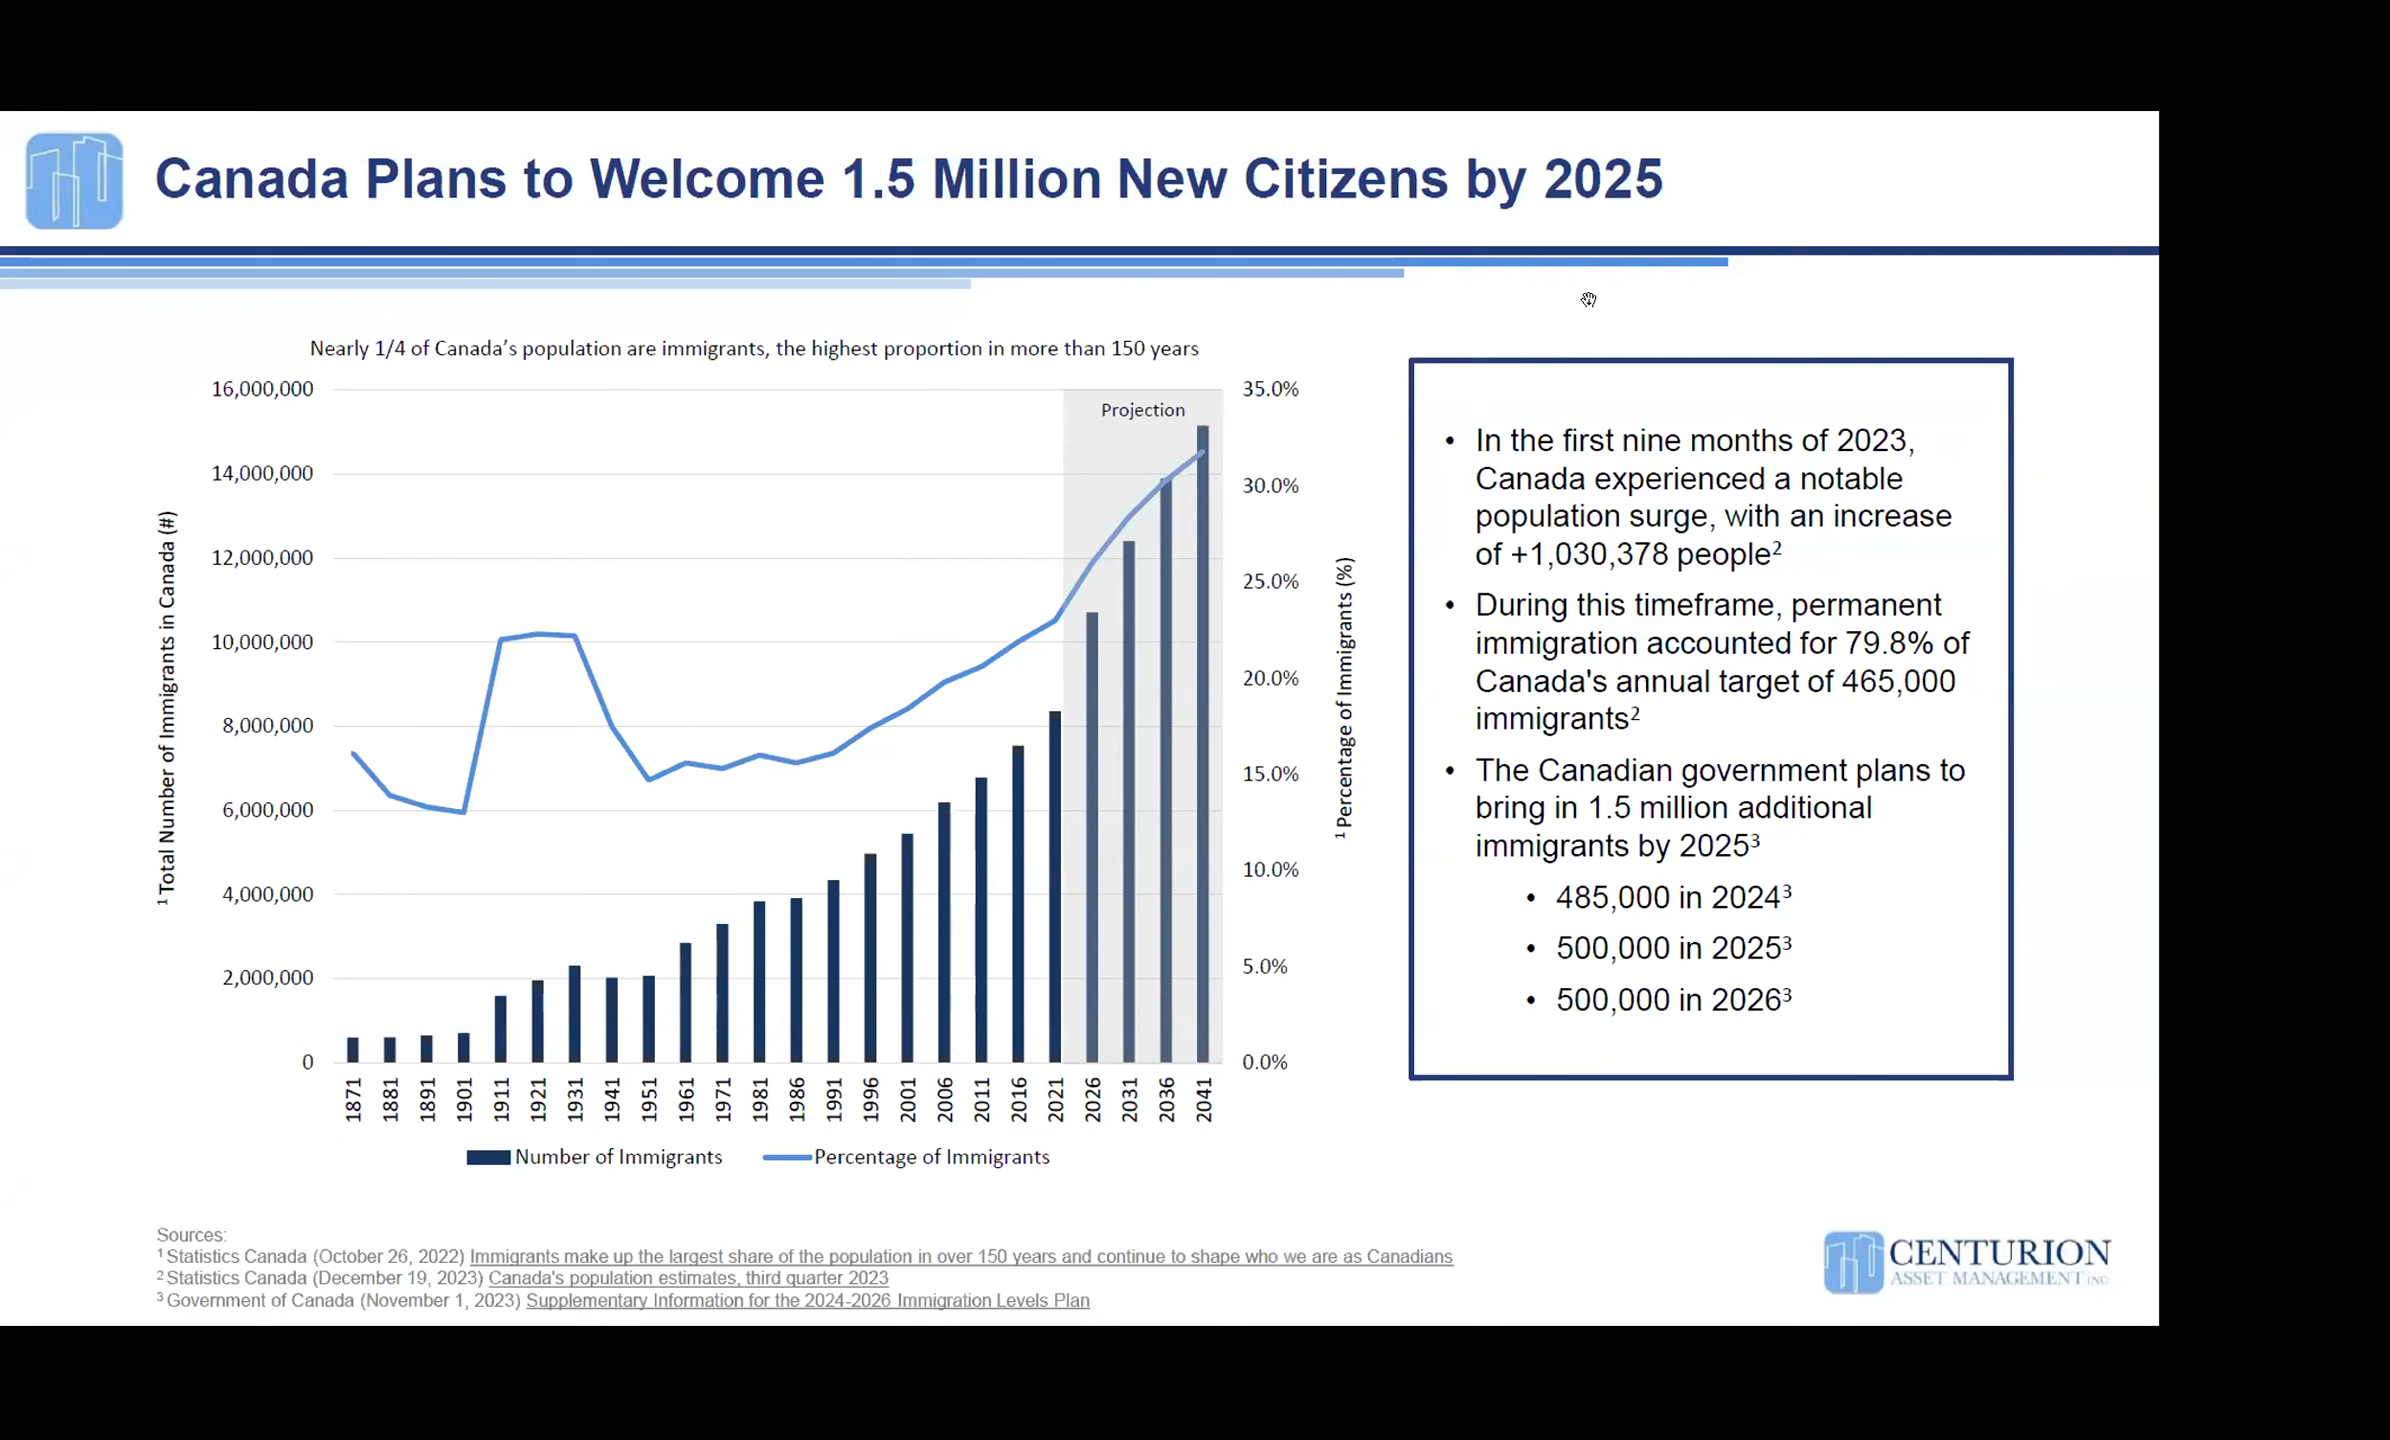 Canada Plans to Welcome 1.5 Million New Citizens by 2025
Nearly 1/4 of Canada's population are immigrants, the highest proportion in more than 150 years
¹ Total Number of Immigrants in Canada (#)
16,000,000
14,000,000
12,000,000
10,000,000
8,000,000
6,000,000
4,000,000
2,000,000
0
Projection
35.0%
30.0%
25.0%
20.0%
15.0%
10.0%
5.0%
0.0%
¹ Percentage of Immigrants (%)
1871
1881
1891
1901
1911
1921
1931
1941
1951
1961
1971
1981
1986
1991
1996
2001
2006
2011
2016
2021
2026
2031
2036
2041
Number of Immigrants
Percentage of Immigrants
• In the first nine months of 2023,
Canada experienced a notable
population surge, with an increase
of +1,030,378 people²
• During this timeframe, permanent
immigration accounted for 79.8% of
Canada's annual target of 465,000
immigrants²
• The Canadian government plans to
bring in 1.5 million additional
immigrants by 2025³
• 485,000 in 2024³
• 500,000 in 2025³
• 500,000 in 2026³
Sources:
¹ Statistics Canada (October 26, 2022) Immigrants make up the largest share of the population in over 150 years and continue to shape who we are as Canadians
² Statistics Canada (December 19, 2023) Canada's population estimates, third quarter 2023
³ Government of Canada (November 1, 2023) Supplementary Information for the 2024-2026 Immigration Levels Plan
CENTURION
ASSET MANAGEMENT INC